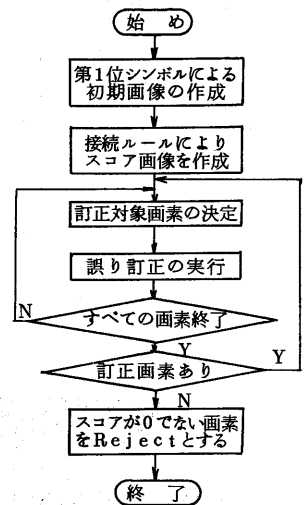 始め
第1位シンボルによる
初期画像の作成
接続ルールにより
スコア画像を作成
訂正対象画素の決定
誤り訂正の実行
N
すべての画素終了
Y
Y
訂正画素あり
N
スコアが0でない画素
をRejectとする
終了